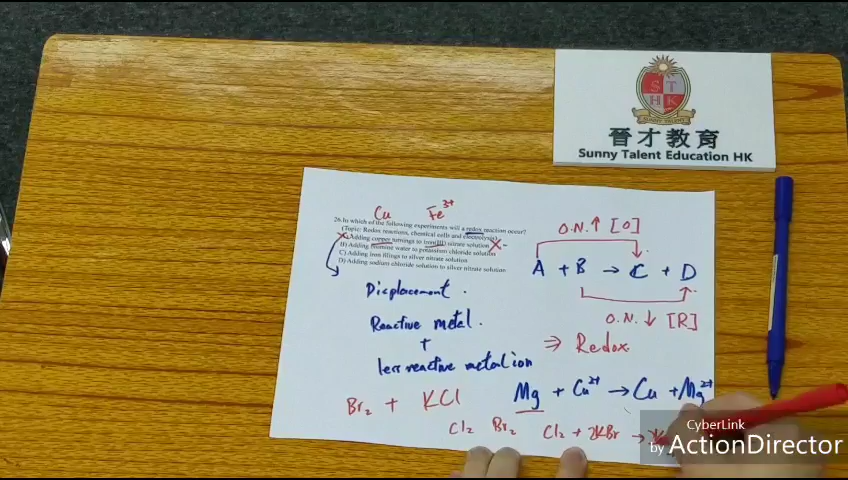 S T
H K
SUNNY TALENT
晉才教育
Sunny Talent Education HK
Cu Fe3+
26. In which of the following experiments will a redox reaction occur?
(Topic: Redox reactions, chemical cells and electrolysis)
A) Adding copper turnings to iron(III) nitrate solution
B) Adding bromine water to potassium chloride solution
C) Adding iron filings to silver nitrate solution
D) Adding sodium chloride solution to silver nitrate solution
O.N.↑ [O]
A + B → C + D
O.N. ↓ [R]
⇒ Redox
Displacement.
Reactive metal.
+
less reactive metal ion
Mg + Cu2+ → Cu + Mg2+
Br2 + KCl
Cl2 Br2 Cl2 + 2KBr →
CyberLink
by ActionDirector